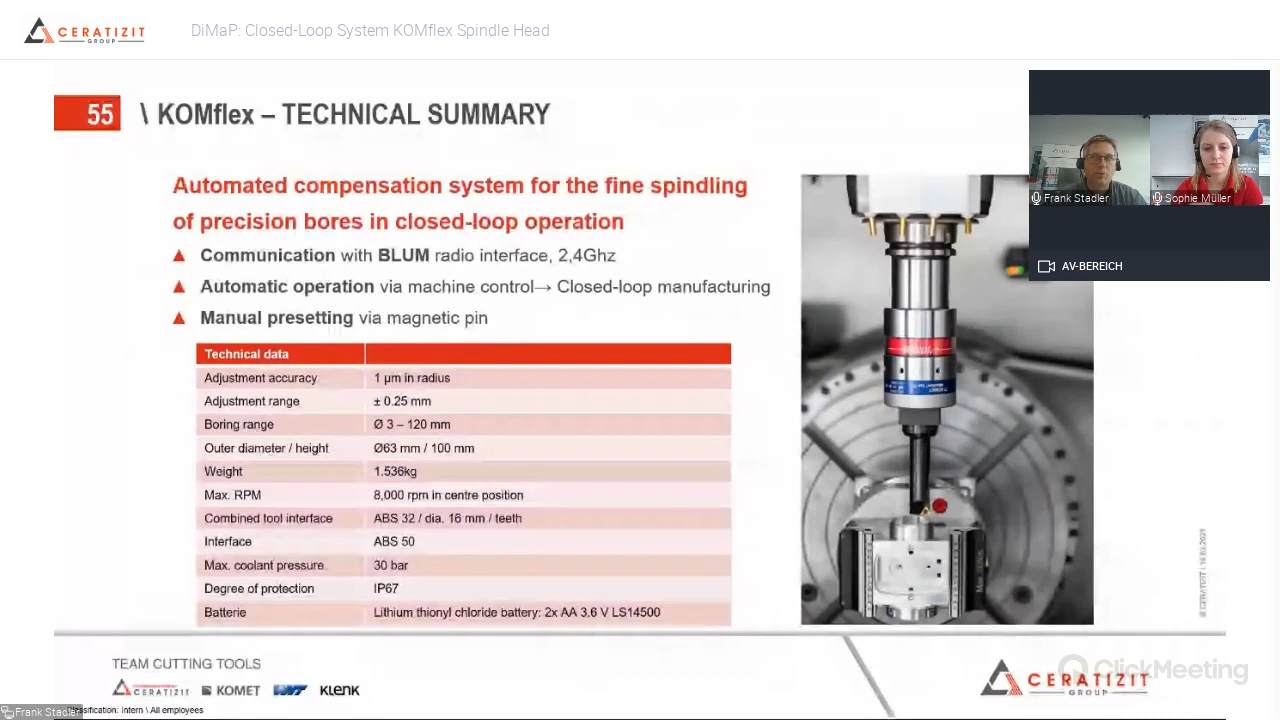 CERATIZIT
GROUP
DiMaP: Closed-Loop System KOMflex Spindle Head
55 \ KOMflex – TECHNICAL SUMMARY
Automated compensation system for the fine spindling
of precision bores in closed-loop operation
▲ Communication with BLUM radio interface, 2,4Ghz
▲ Automatic operation via machine control→ Closed-loop manufacturing
▲ Manual presetting via magnetic pin
Technical data
Adjustment accuracy 1 µm in radius
Adjustment range ± 0.25 mm
Boring range Ø 3 – 120 mm
Outer diameter / height Ø63 mm / 100 mm
Weight 1.536kg
Max. RPM 8,000 rpm in centre position
Combined tool interface ABS 32 / dia. 16 mm / teeth
Interface ABS 50
Max. coolant pressure 30 bar
Degree of protection IP67
Batterie Lithium thionyl chloride battery: 2x AA 3.6 V LS14500
Frank Stadler
Sophie Müller
AV-BEREICH
TEAM CUTTING TOOLS
CERATIZIT KOMET WNT KLENK
CERATIZIT
GROUP
ClickMeeting
Frank Stadler
Classification: Intern \ All employees